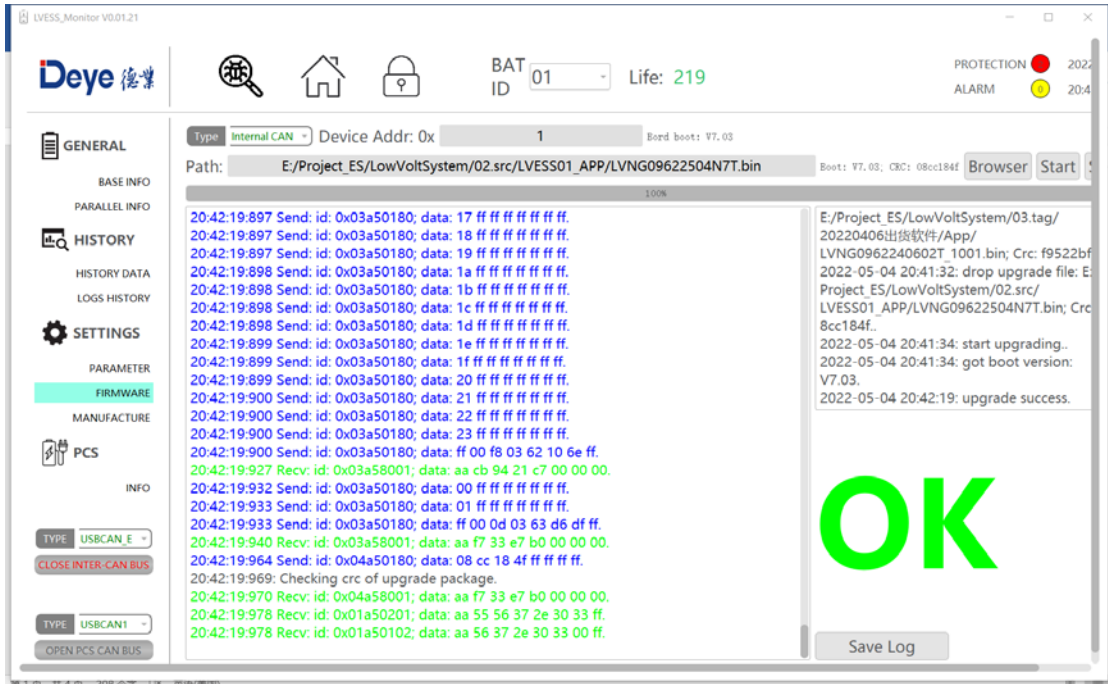 LVESS_Monitor V0.01.21
Deye 德業
BAT ID 01 Life: 219
PROTECTION 2022
ALARM 0 20:4
GENERAL
BASE INFO
PARALLEL INFO
HISTORY
HISTORY DATA
LOGS HISTORY
SETTINGS
PARAMETER
FIRMWARE
MANUFACTURE
PCS
INFO
TYPE USBCAN_E
CLOSE INTER-CAN BUS
TYPE USBCAN1
OPEN PCS CAN BUS
Type Internal CAN Device Addr: 0x 1 Bord boot: V7.03
Path: E:/Project_ES/LowVoltSystem/02.src/LVESS01_APP/LVNG09622504N7T.bin Boot: V7.03; CRC: 08cc184f Browser Start
100%
20:42:19:897 Send: id: 0x03a50180; data: 17 ff ff ff ff ff ff ff.
20:42:19:897 Send: id: 0x03a50180; data: 18 ff ff ff ff ff ff ff.
20:42:19:897 Send: id: 0x03a50180; data: 19 ff ff ff ff ff ff ff.
20:42:19:898 Send: id: 0x03a50180; data: 1a ff ff ff ff ff ff ff.
20:42:19:898 Send: id: 0x03a50180; data: 1b ff ff ff ff ff ff ff.
20:42:19:898 Send: id: 0x03a50180; data: 1c ff ff ff ff ff ff ff.
20:42:19:898 Send: id: 0x03a50180; data: 1d ff ff ff ff ff ff ff.
20:42:19:899 Send: id: 0x03a50180; data: 1e ff ff ff ff ff ff ff.
20:42:19:899 Send: id: 0x03a50180; data: 1f ff ff ff ff ff ff ff.
20:42:19:899 Send: id: 0x03a50180; data: 20 ff ff ff ff ff ff ff.
20:42:19:900 Send: id: 0x03a50180; data: 21 ff ff ff ff ff ff ff.
20:42:19:900 Send: id: 0x03a50180; data: 22 ff ff ff ff ff ff ff.
20:42:19:900 Send: id: 0x03a50180; data: 23 ff ff ff ff ff ff ff.
20:42:19:900 Send: id: 0x03a50180; data: ff 00 f8 03 62 10 6e ff.
20:42:19:927 Recv: id: 0x03a58001; data: aa cb 94 21 c7 00 00 00.
20:42:19:932 Send: id: 0x03a50180; data: 00 ff ff ff ff ff ff ff.
20:42:19:933 Send: id: 0x03a50180; data: 01 ff ff ff ff ff ff ff.
20:42:19:933 Send: id: 0x03a50180; data: ff 00 0d 03 63 d6 df ff.
20:42:19:940 Recv: id: 0x03a58001; data: aa f7 33 e7 b0 00 00 00.
20:42:19:964 Send: id: 0x04a50180; data: 08 cc 18 4f ff ff ff ff.
20:42:19:969: Checking crc of upgrade package.
20:42:19:970 Recv: id: 0x04a58001; data: aa f7 33 e7 b0 00 00 00.
20:42:19:978 Recv: id: 0x01a50201; data: aa 55 56 37 2e 30 33 ff.
20:42:19:978 Recv: id: 0x01a50102; data: aa 56 37 2e 30 33 00 ff.
E:/Project_ES/LowVoltSystem/03.tag/
20220406出货软件/App/
LVNG0962240602T_1001.bin; Crc: f9522bf
2022-05-04 20:41:32: drop upgrade file: E:
Project_ES/LowVoltSystem/02.src/
LVESS01_APP/LVNG09622504N7T.bin; Crc
8cc184f..
2022-05-04 20:41:34: start upgrading..
2022-05-04 20:41:34: got boot version:
V7.03.
2022-05-04 20:42:19: upgrade success.
OK
Save Log